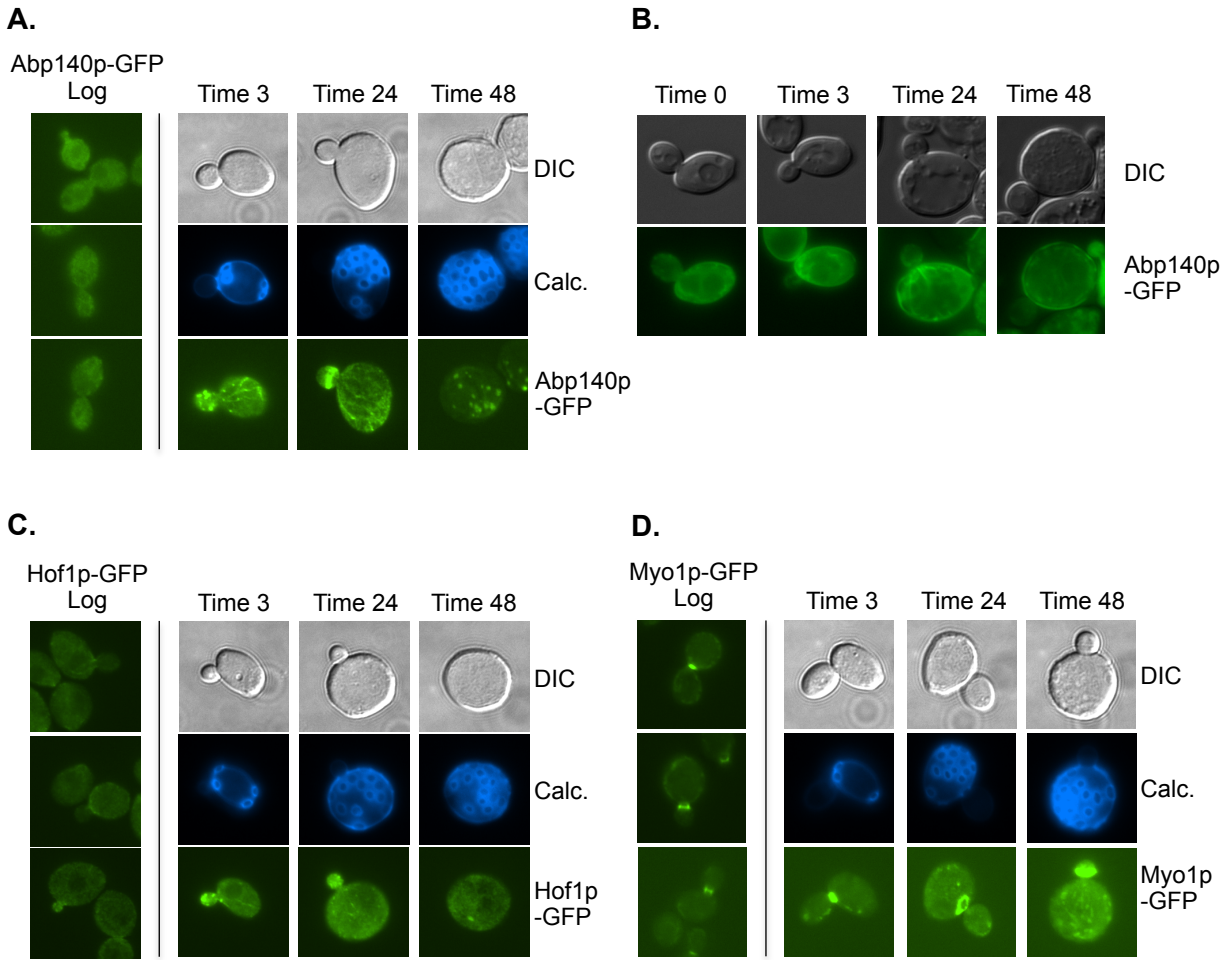 A.
Abp140p-GFP
Log
Time 3
Time 24
Time 48
DIC
Calc.
Abp140p
-GFP
B.
Time 0
Time 3
Time 24
Time 48
DIC
Abp140p
-GFP
C.
Hof1p-GFP
Log
Time 3
Time 24
Time 48
DIC
Calc.
Hof1p
-GFP
D.
Myo1p-GFP
Log
Time 3
Time 24
Time 48
DIC
Calc.
Myo1p
-GFP